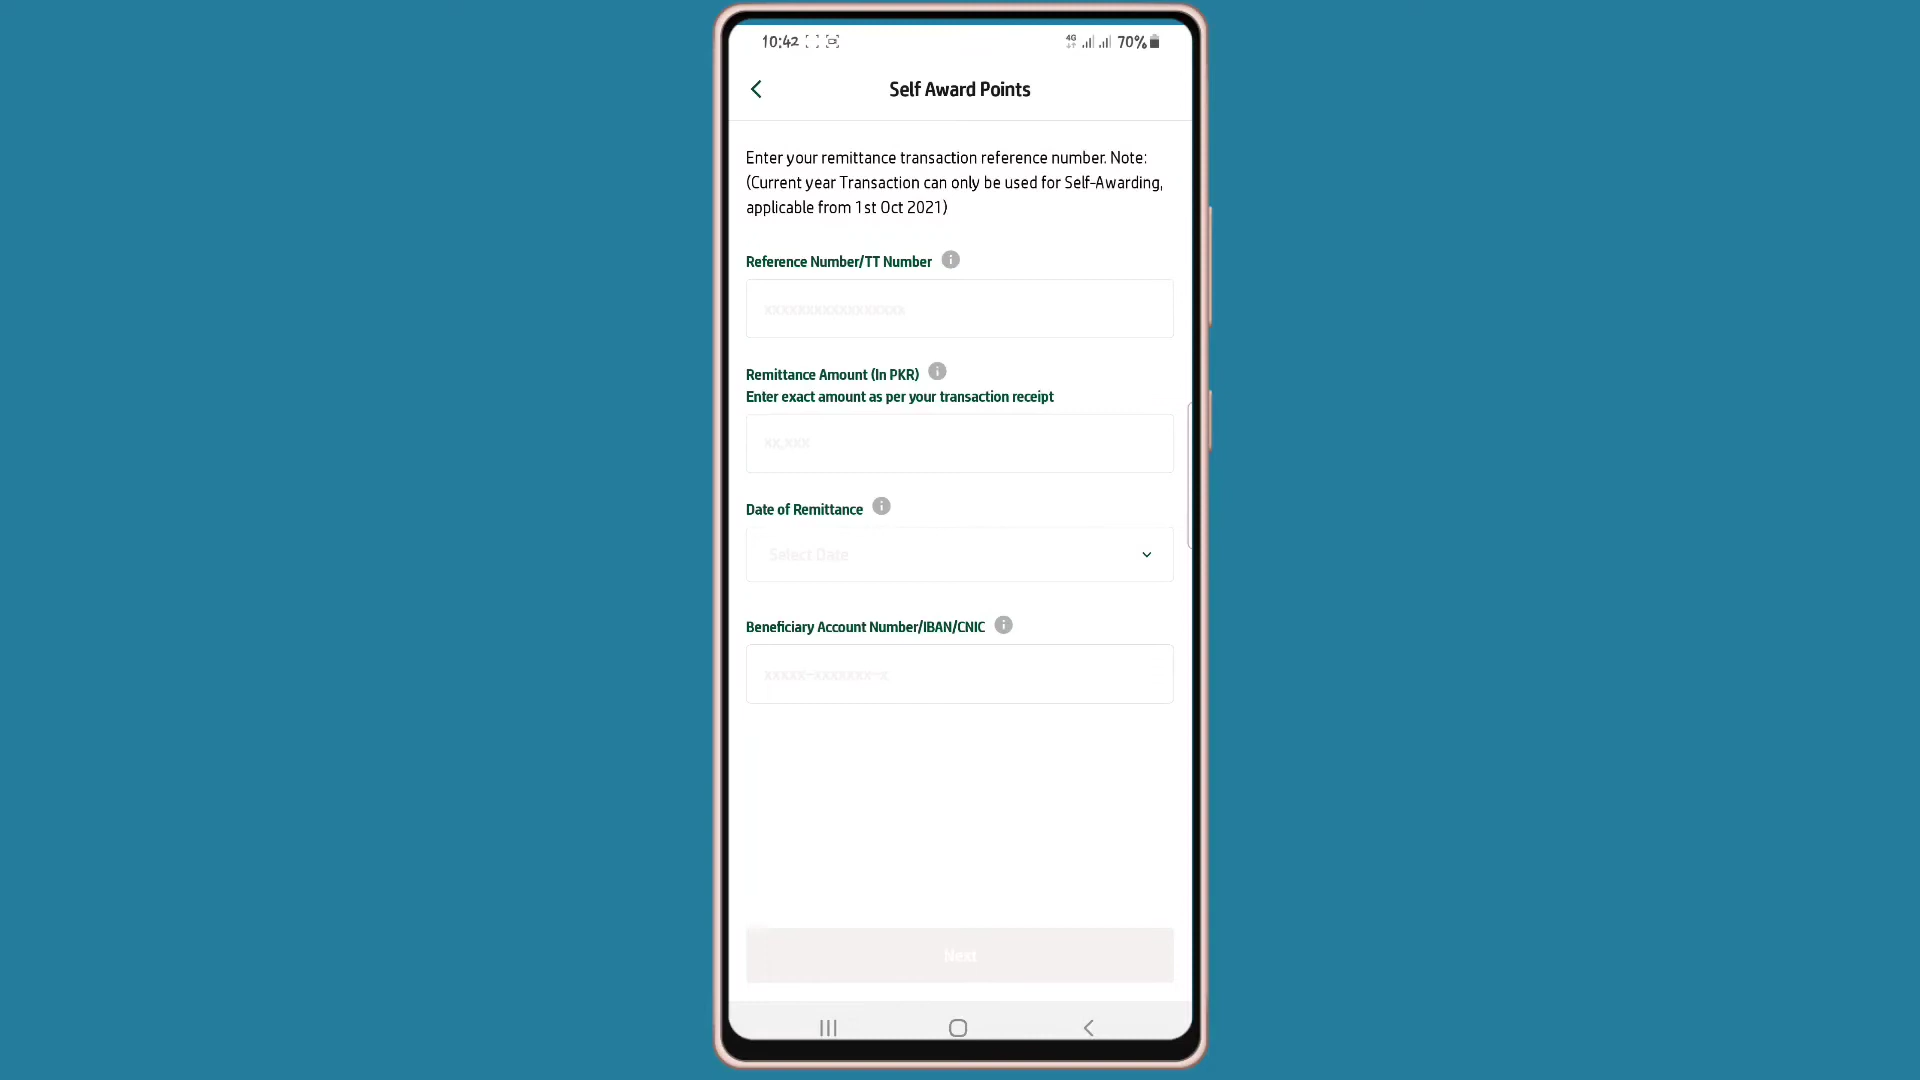 10:42
4G 70%
Self Award Points
Enter your remittance transaction reference number. Note:
(Current year Transaction can only be used for Self-Awarding,
applicable from 1st Oct 2021)
Reference Number/TT Number
xxxxxxxxxxxxxxxxx
Remittance Amount (In PKR)
Enter exact amount as per your transaction receipt
xx,xxx
Date of Remittance
Select Date
Beneficiary Account Number/IBAN/CNIC
xxxxx-xxxxxxx-x
Next